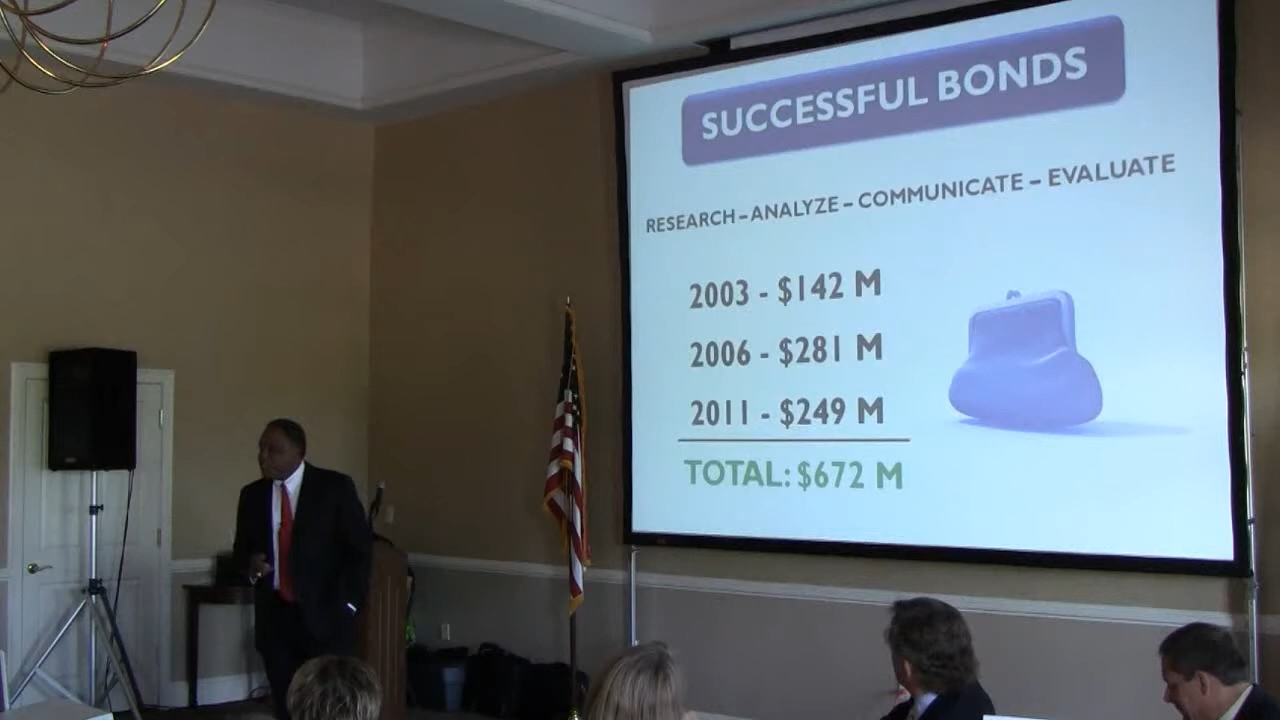 SUCCESSFUL BONDS
RESEARCH – ANALYZE – COMMUNICATE – EVALUATE
2003 - $142 M
2006 - $281 M
2011 - $249 M
TOTAL: $672 M